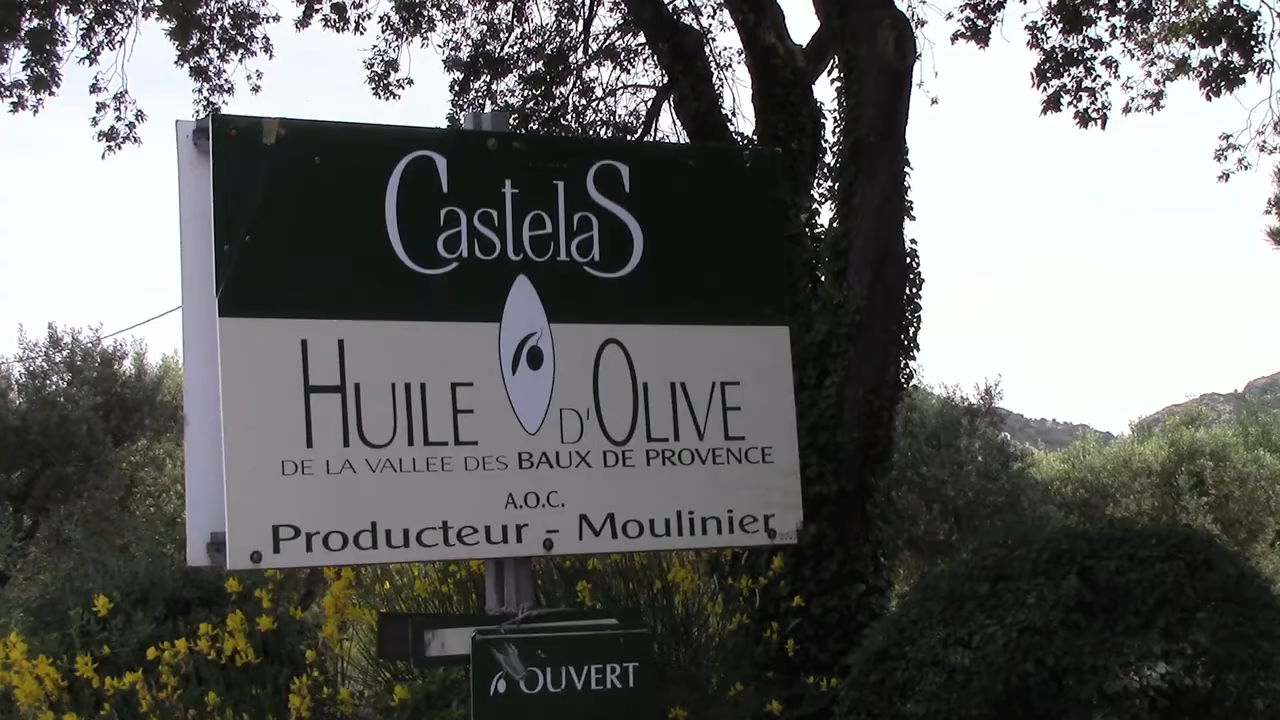 CastelaS
HUILE D'OLIVE
DE LA VALLEE DES BAUX DE PROVENCE
A.O.C.
Producteur - Moulinier
OUVERT